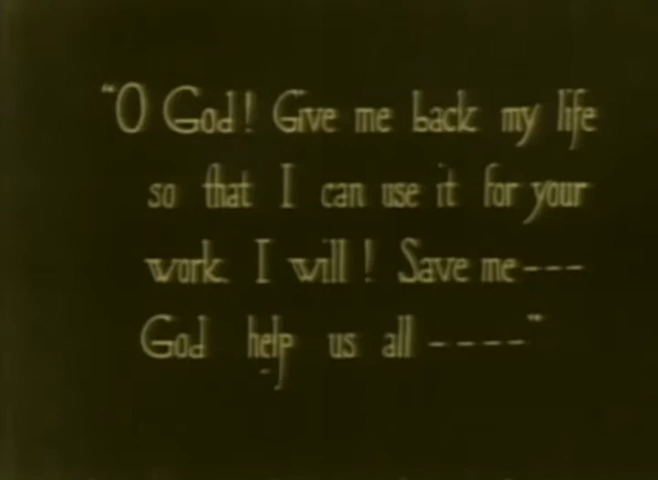 "O God! Give me back my life
so that I can use it for your
work. I will! Save me---
God help us all ----"